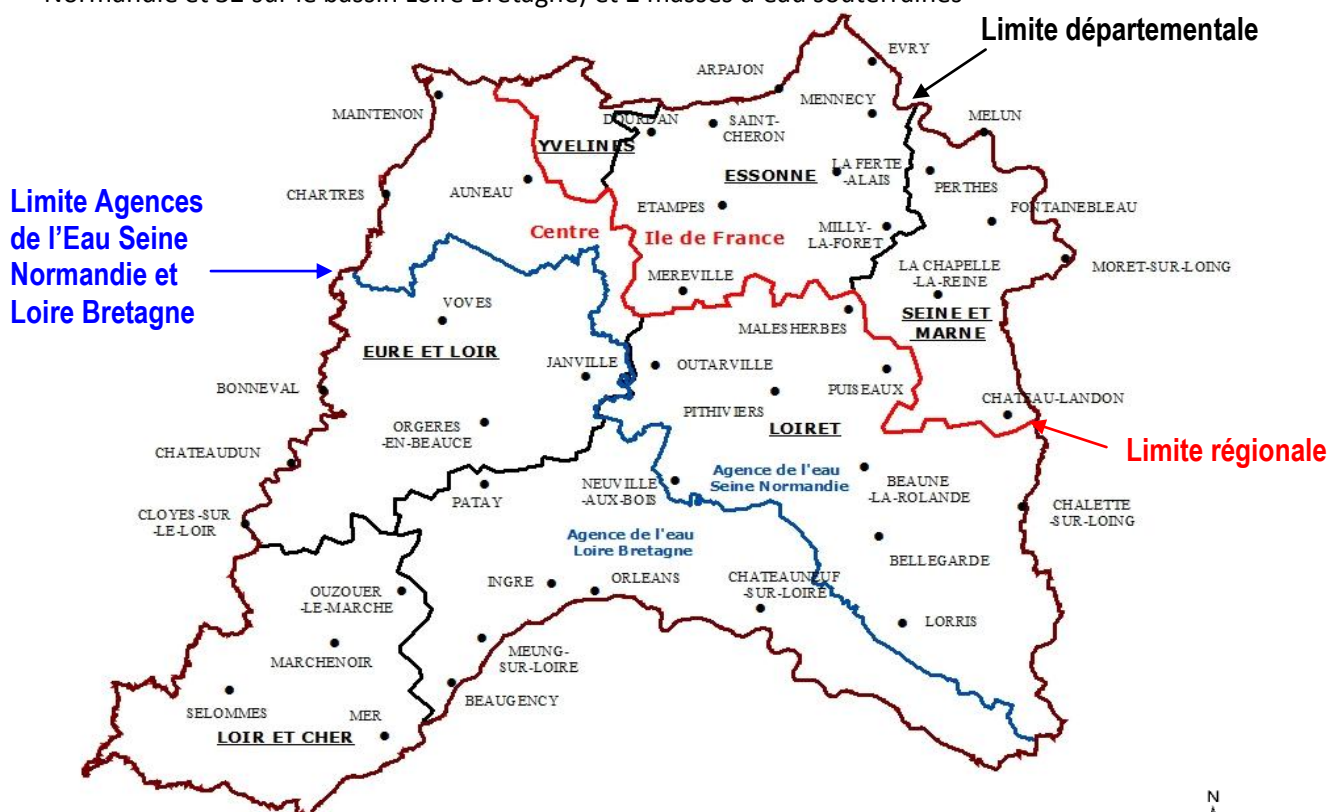 Normandie et 32 sur le bassin Loire Bretagne) et 2 masses d'eau souterraines
Limite départementale
EVRY
ARPAJON
MENNECY
MAINTENON
DOURDAN
SAINT-
CHERON
MELUN
YVELINES
ESSONNE
LA FERTE
-ALAIS
PERTHES
Limite Agences
de l'Eau Seine
Normandie et
Loire Bretagne
CHARTRES
AUNEAU
ETAMPES
FONTAINEBLEAU
Centre
Ile de France
MILLY-
LA-FORET
MORET-SUR-LOING
MEREVILLE
LA CHAPELLE
-LA-REINE
VOVES
MALESHERBES
SEINE ET
MARNE
EURE ET LOIR
JANVILLE
OUTARVILLE
PUISEAUX
BONNEVAL
PITHIVIERS
CHATEAU-LANDON
ORGERES
-EN-BEAUCE
LOIRET
Limite régionale
CHATEAUDUN
Agence de l'eau
Seine Normandie
BEAUNE
-LA-ROLANDE
PATAY
NEUVILLE
-AUX-BOIS
CHALETTE
-SUR-LOING
CLOYES-SUR
-LE-LOIR
Agence de l'eau
Loire Bretagne
BELLEGARDE
OUZOUER
-LE-MARCHE
INGRE
ORLEANS
CHATEAUNEUF
-SUR-LOIRE
LORRIS
MARCHENOIR
MEUNG-
SUR-LOIRE
SELOMMES
BEAUGENCY
MER
LOIR ET CHER
N